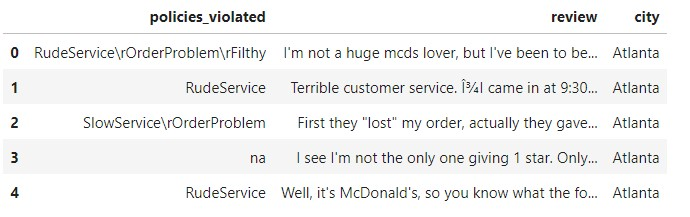 policies_violated review city
0 RudeService\rOrderProblem\rFilthy I'm not a huge mcds lover, but I've been to be... Atlanta
1 RudeService Terrible customer service. Î¾I came in at 9:30... Atlanta
2 SlowService\rOrderProblem First they "lost" my order, actually they gave... Atlanta
3 na I see I'm not the only one giving 1 star. Only... Atlanta
4 RudeService Well, it's McDonald's, so you know what the fo... Atlanta